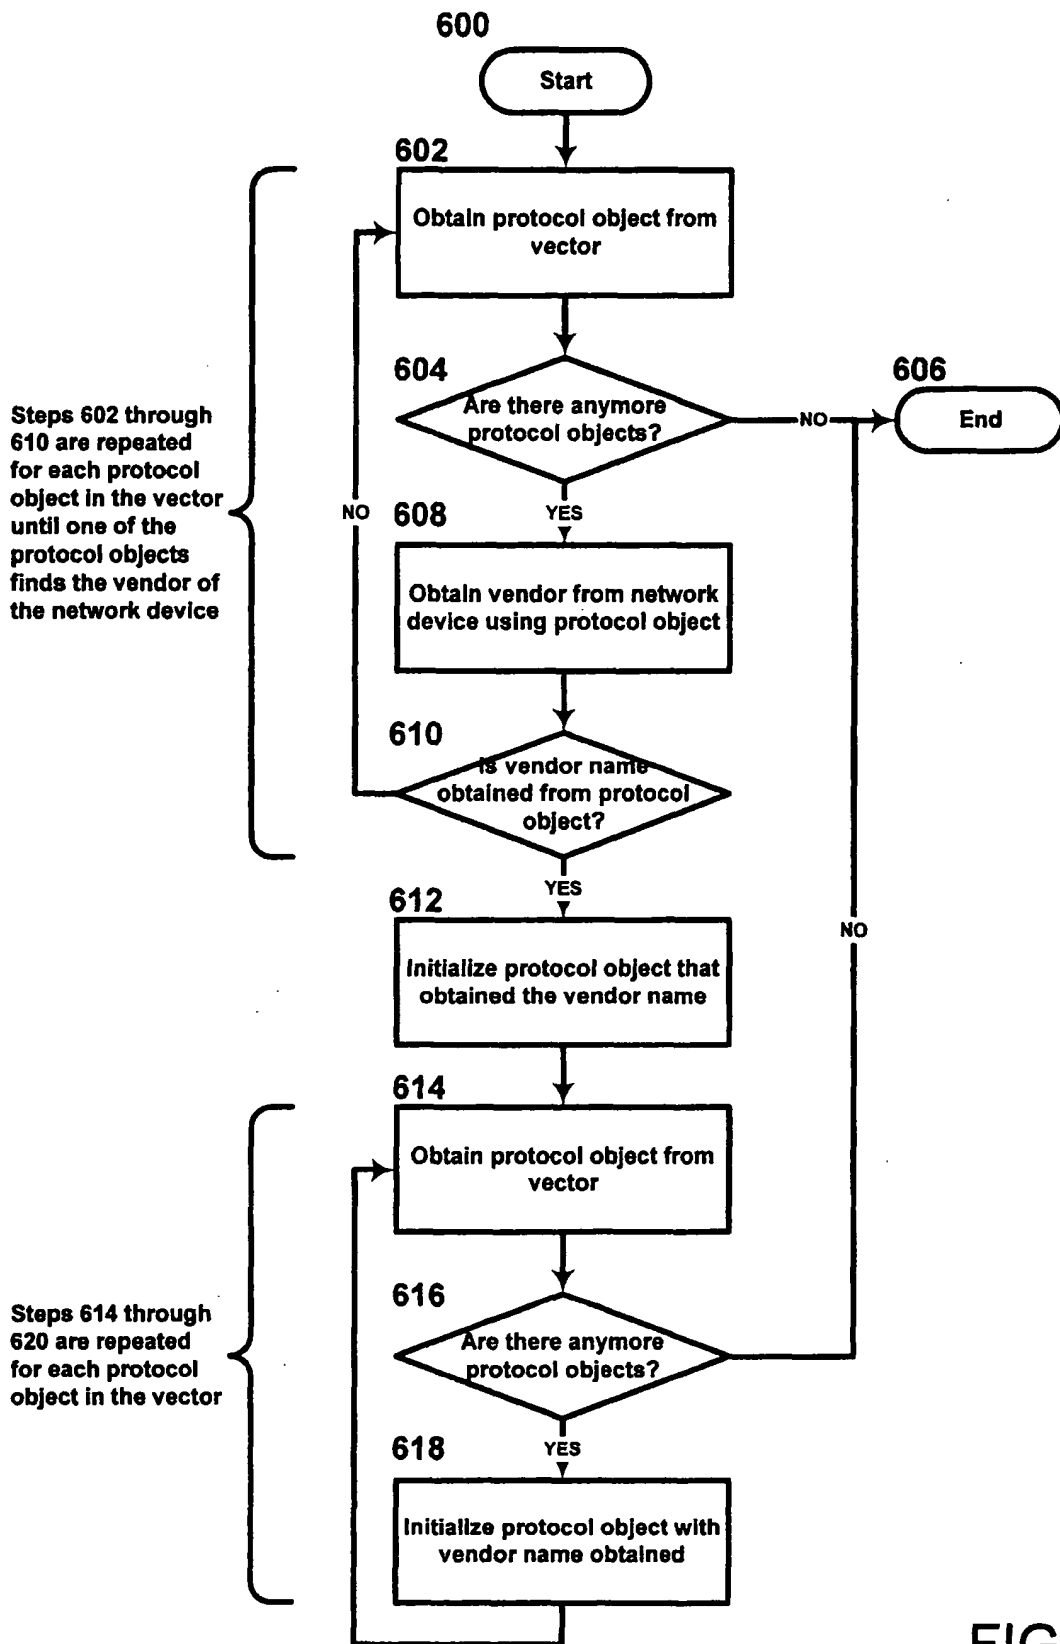 600
Start
602
Obtain protocol object from
vector
604
Are there anymore
protocol objects?
NO
606
End
Steps 602 through
610 are repeated
for each protocol
object in the vector
until one of the
protocol objects
finds the vendor of
the network device
NO
YES
608
Obtain vendor from network
device using protocol object
610
Is vendor name
obtained from protocol
object?
YES
612
Initialize protocol object that
obtained the vendor name
NO
614
Obtain protocol object from
vector
Steps 614 through
620 are repeated
for each protocol
object in the vector
616
Are there anymore
protocol objects?
YES
618
Initialize protocol object with
vendor name obtained
FIG